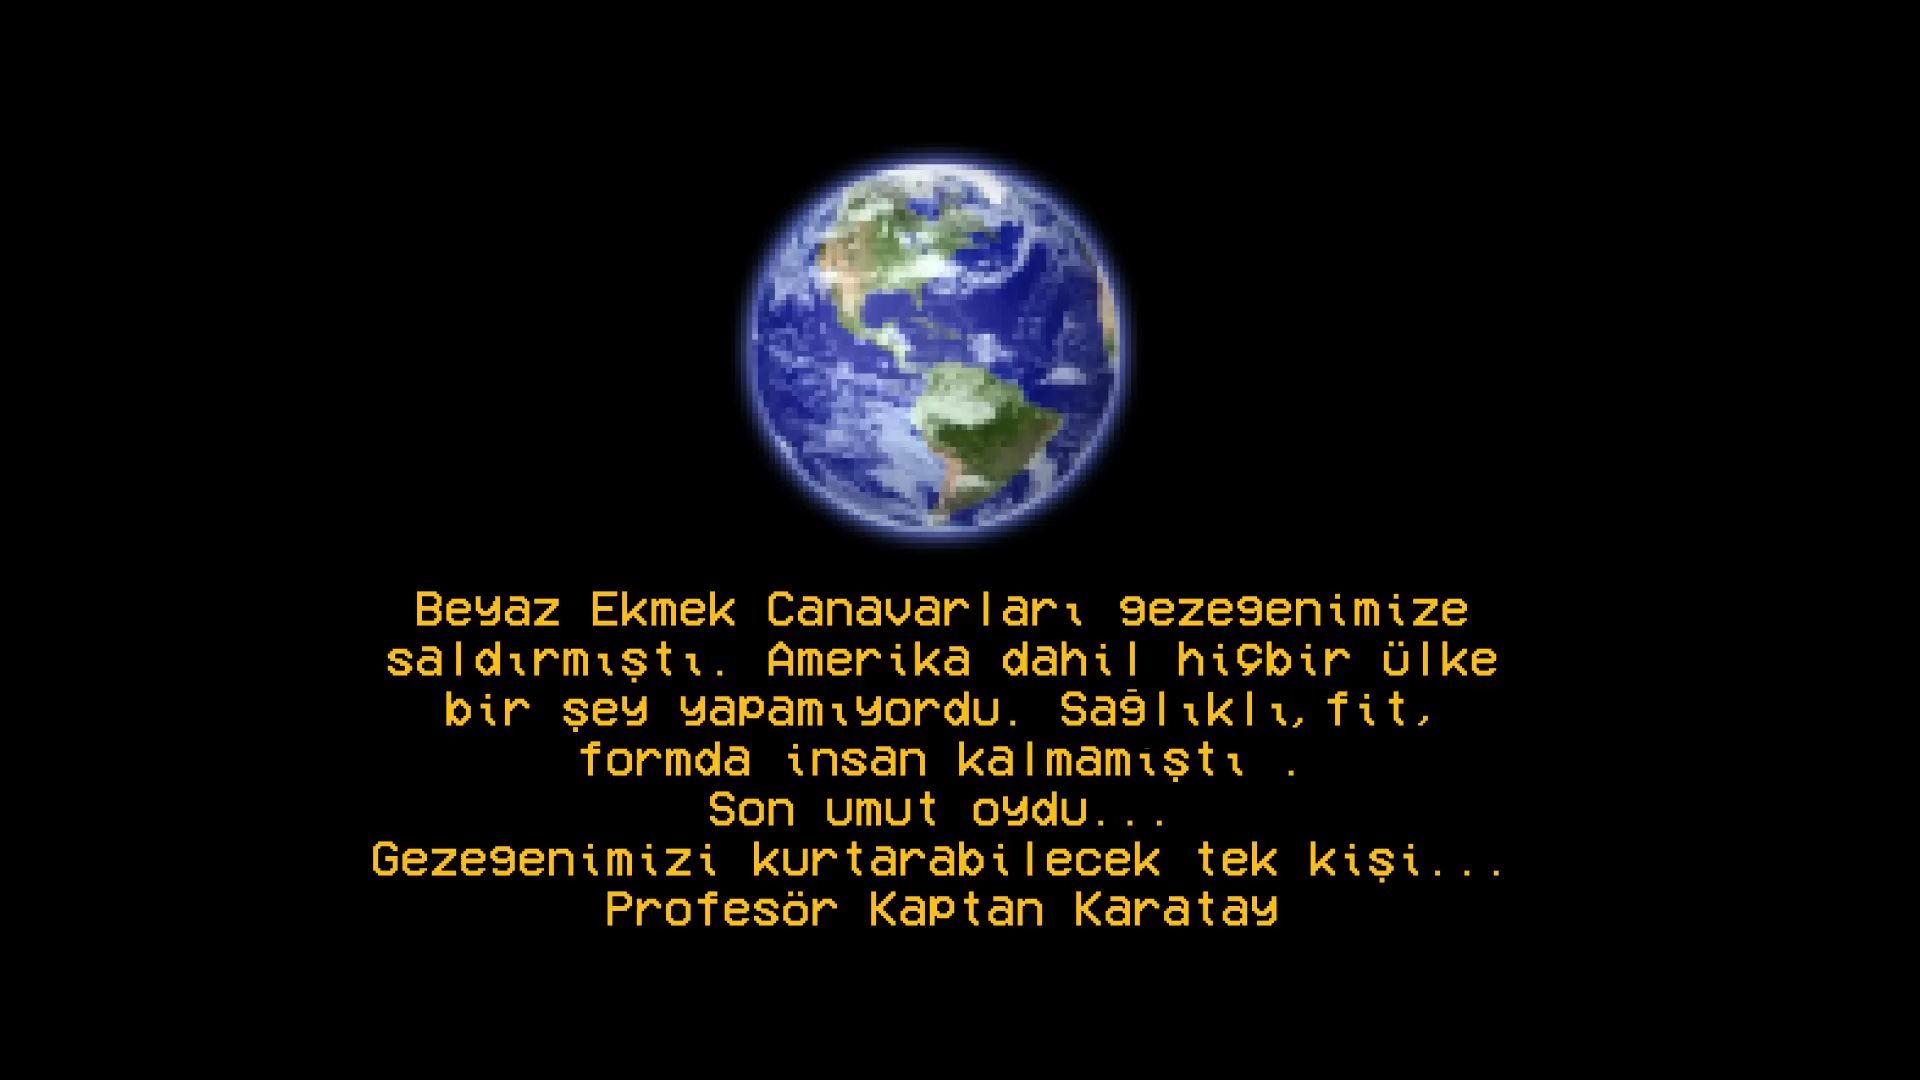 Beyaz Ekmek Canavarları gezegenimize
saldırmıştı. Amerika dahil hiçbir ülke
bir şey yapamıyordu. Sağlıklı, fit,
formda insan kalmamıştı .
Son umut oydu...
Gezegenimizi kurtarabilecek tek kişi...
Profesör Kaptan Karatay